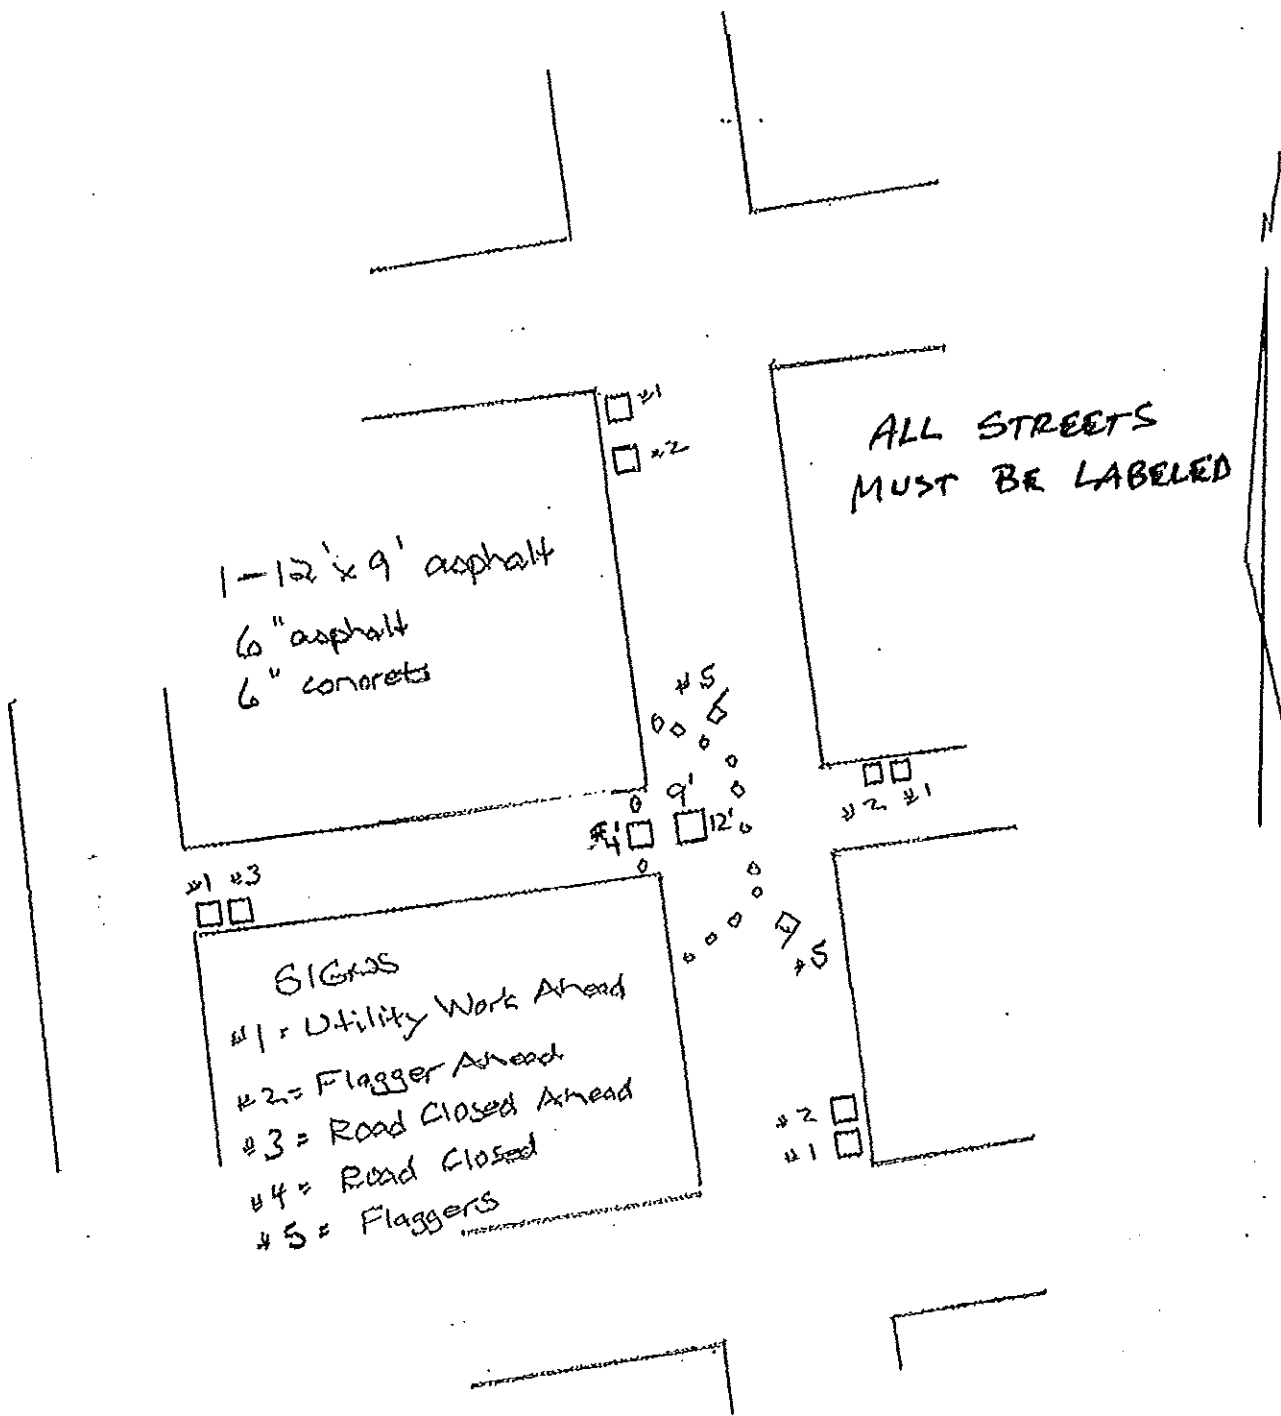 #1
#2
ALL STREETS
MUST BE LABELED
1-12'x9' asphalt
6" asphalt
6" concrets
#5
9'
12'
#4
#2 #1
#1 #3
#5
SIGNS
#1 = Utility Work Ahead
#2 = Flagger Ahead
#3 = Road Closed Ahead
#4 = Road Closed
#5 = Flaggers
#2
#1